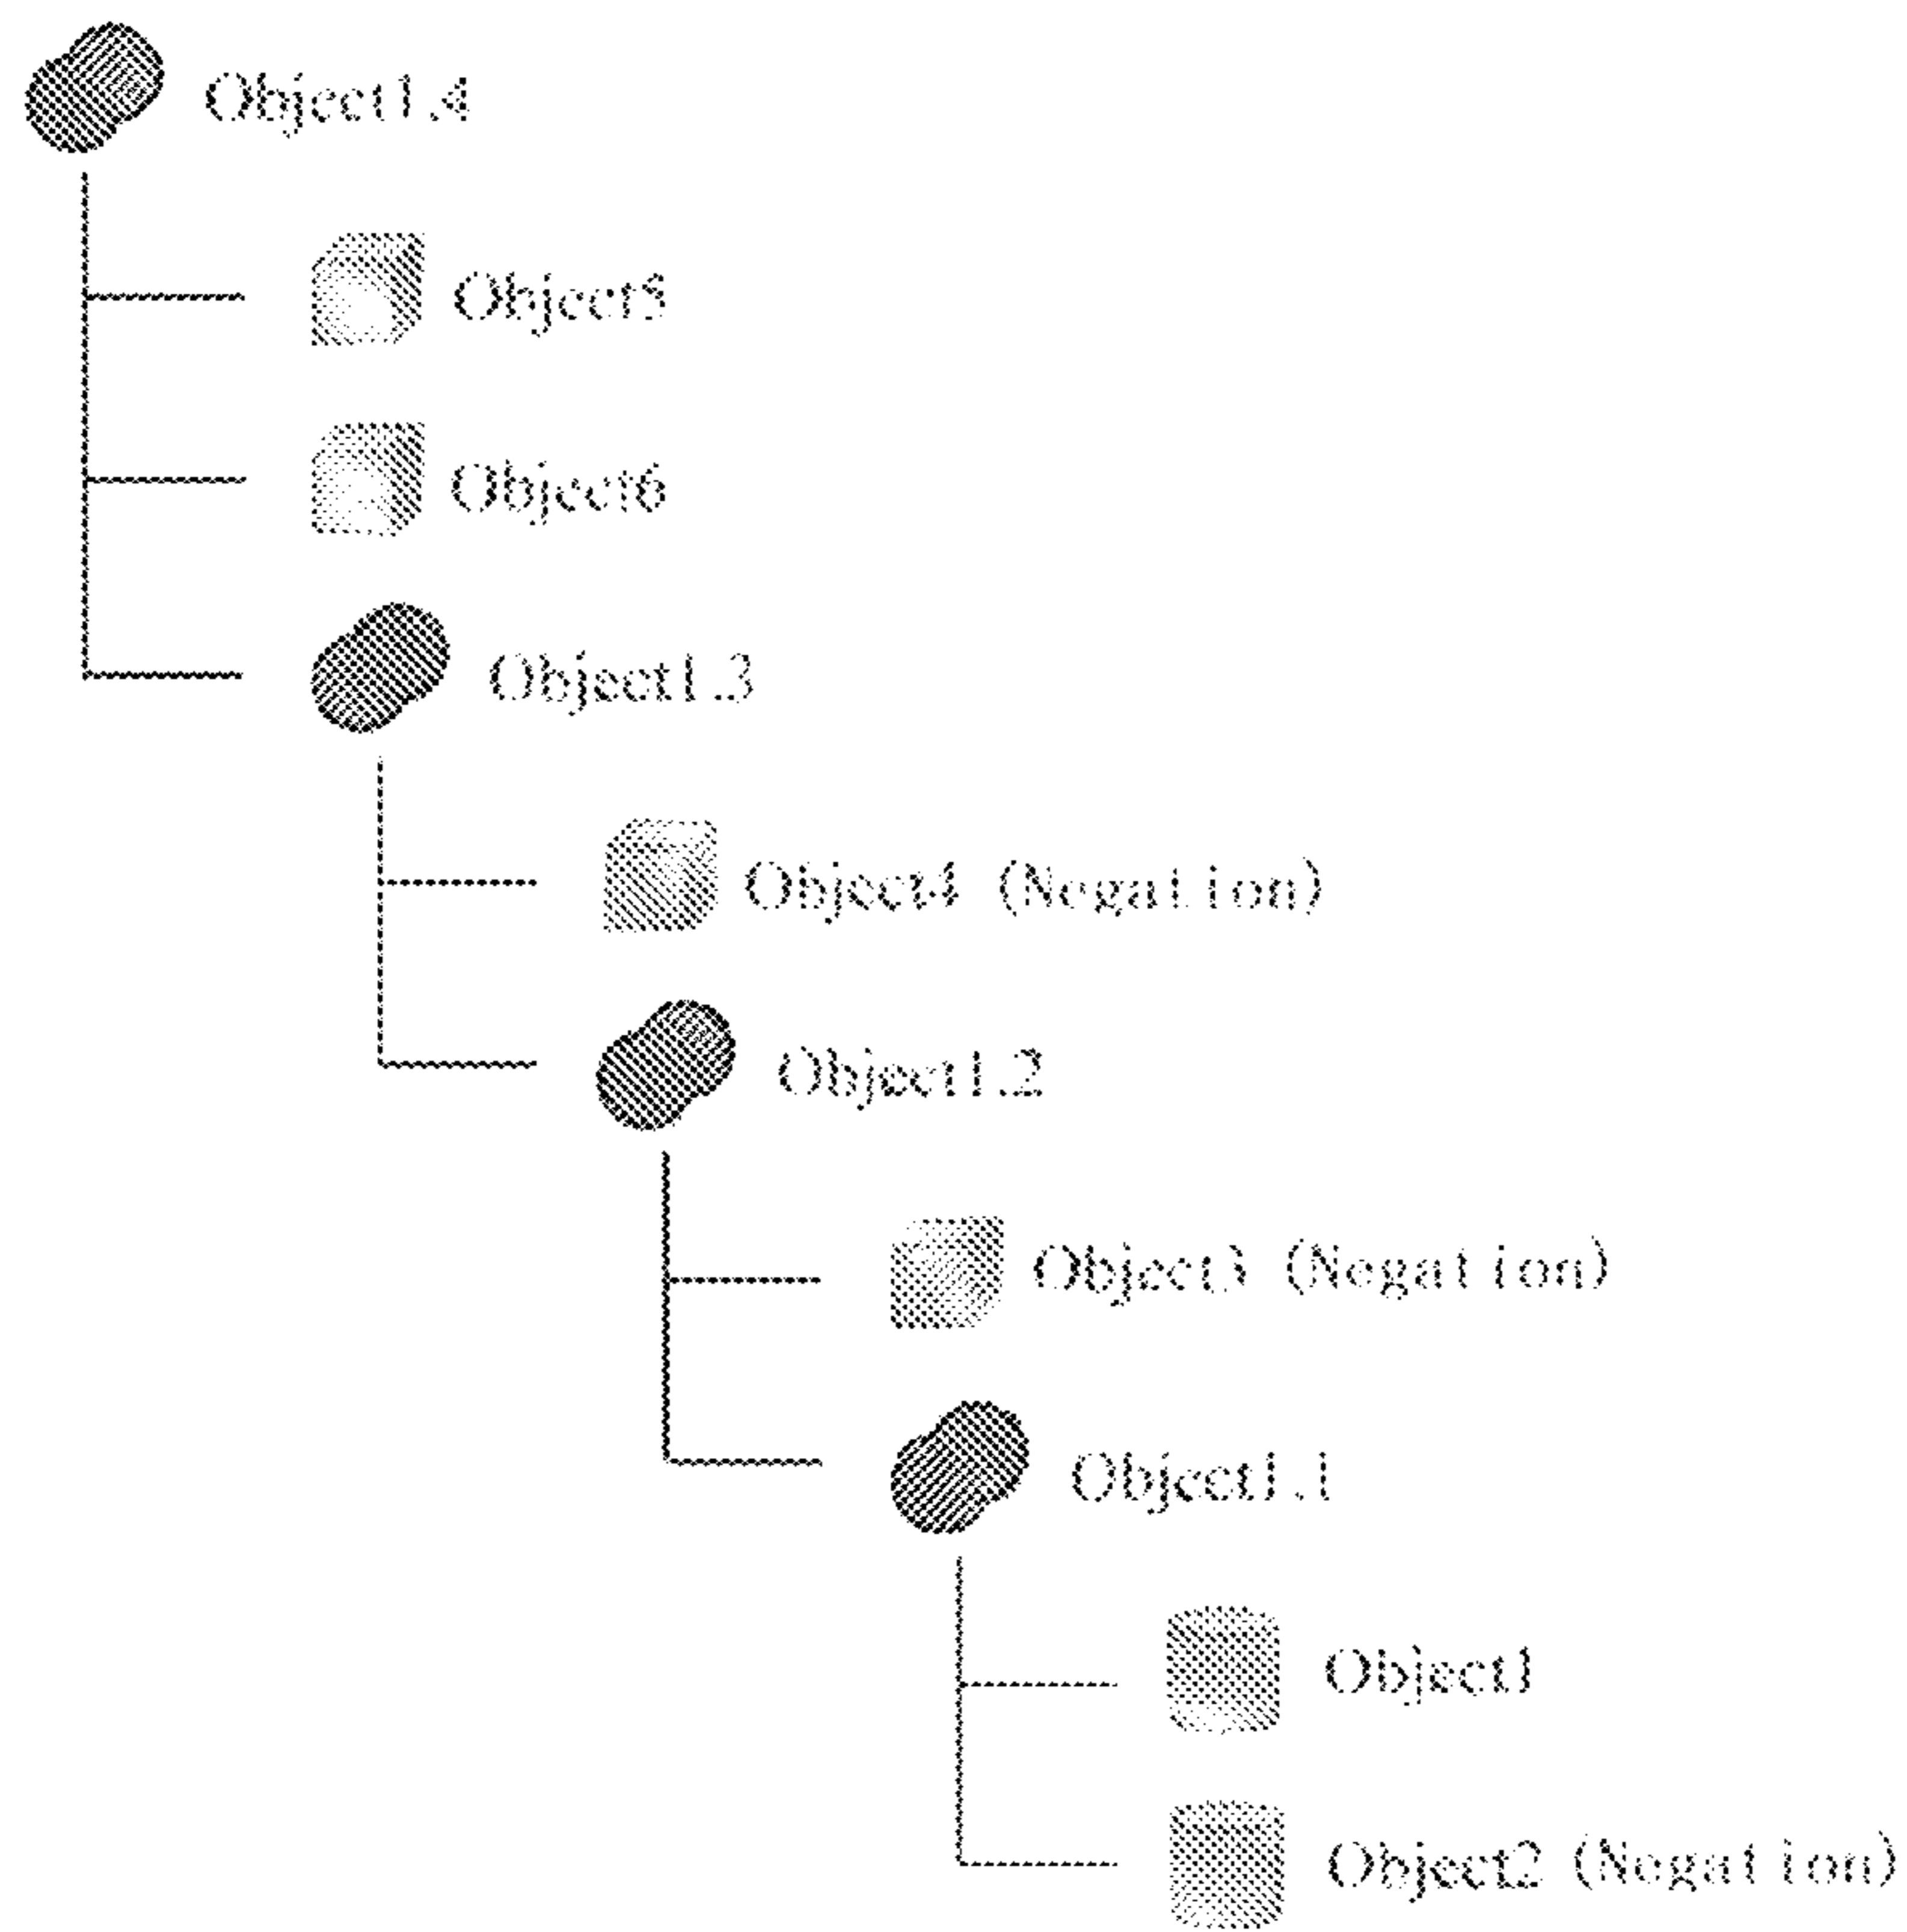 Object1.4
Object5
Object6
Object1.3
Object4 (Negation)
Object1.2
Object3 (Negation)
Object1.1
Object1
Object2 (Negation)